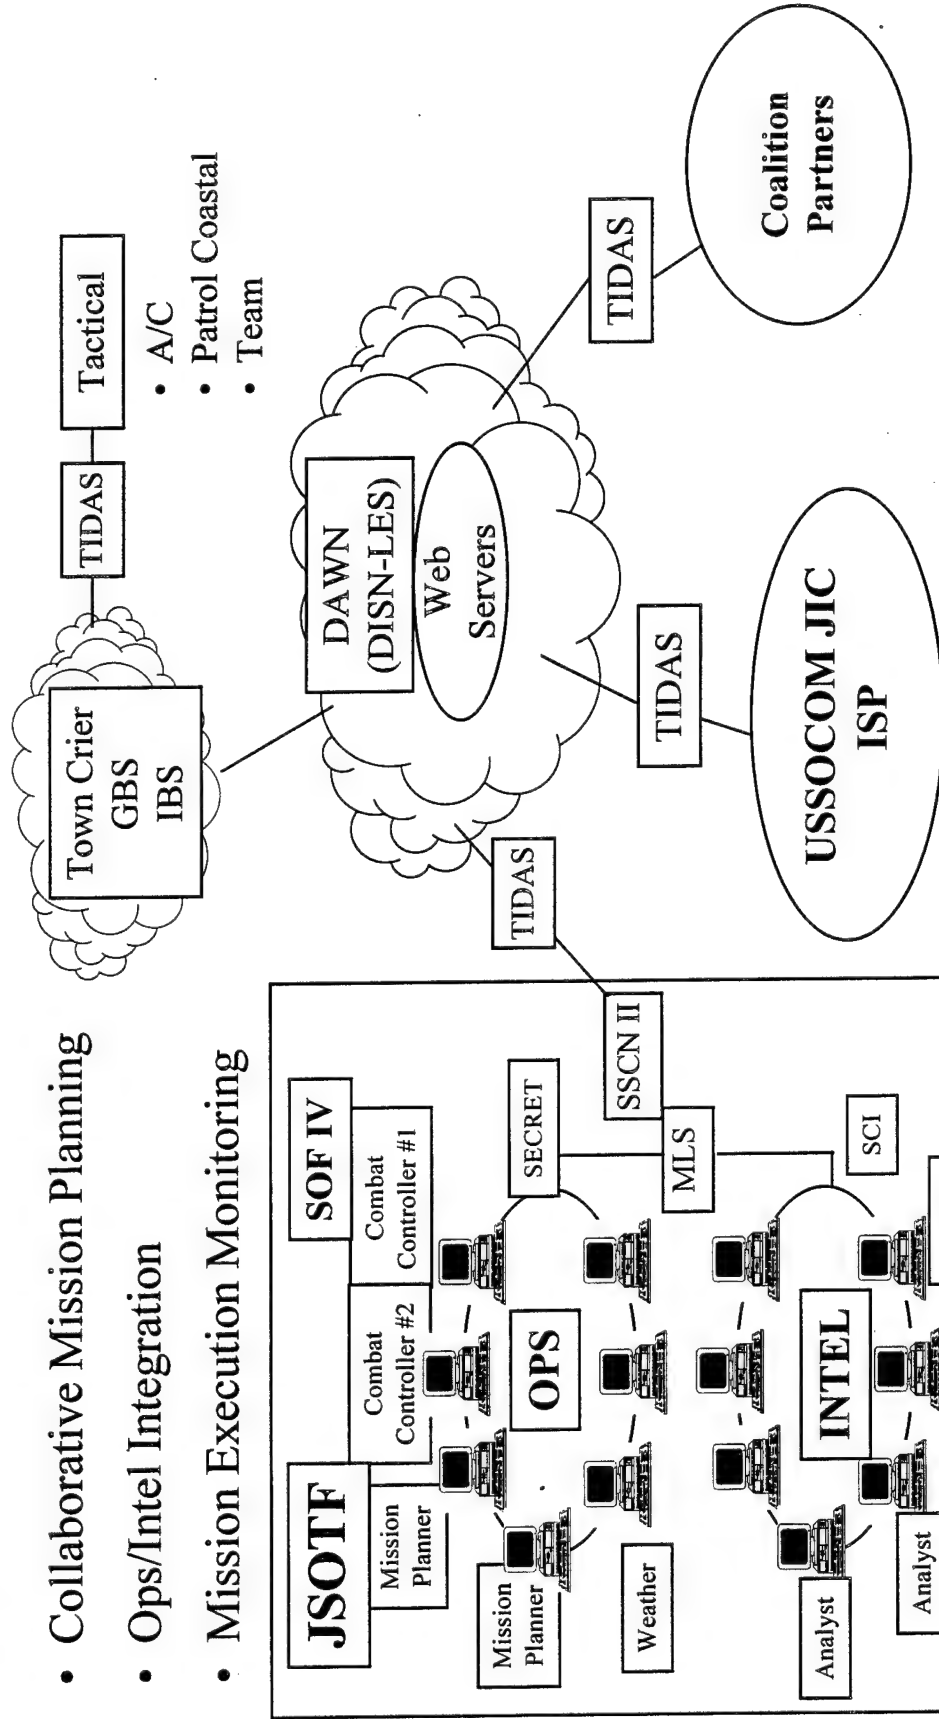 • Collaborative Mission Planning
• Ops/Intel Integration
• Mission Execution Monitoring
Town Crier
GBS
IBS
TIDAS
Tactical
• A/C
• Patrol Coastal
• Team
JSOTF
SOF IV
Mission
Planner
Combat
Controller #2
Combat
Controller #1
Mission
Planner
OPS
SECRET
Weather
MLS
SSCN II
TIDAS
DAWN
(DISN-LES)
Web
Servers
TIDAS
Coalition
Partners
TIDAS
USSOCOM JIC
ISP
Analyst
INTEL
SCI
Analyst